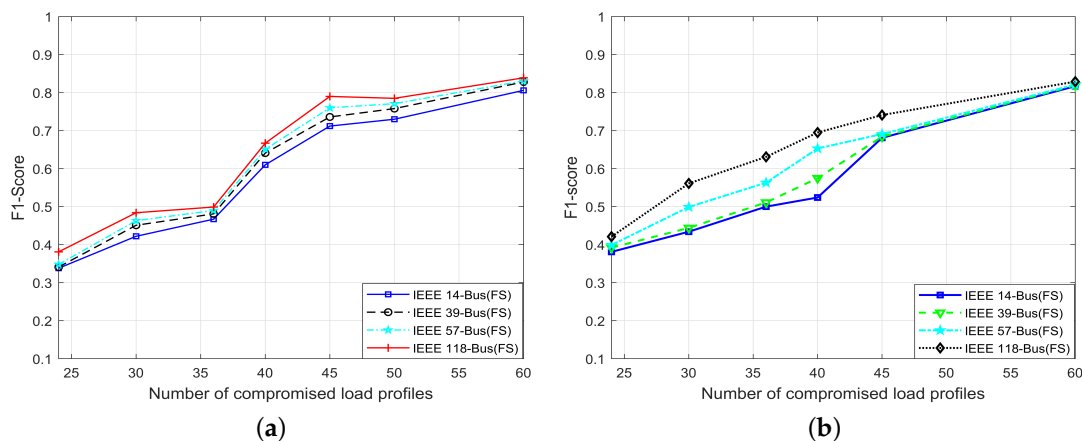 1
0.9
0.8
0.7
0.6
0.5
0.4
0.3
0.2
0.1
F1-Score
25 30 35 40 45 50 55 60
Number of compromised load profiles
IEEE 14-Bus(FS)
IEEE 39-Bus(FS)
IEEE 57-Bus(FS)
IEEE 118-Bus(FS)
(a)
1
0.9
0.8
0.7
0.6
0.5
0.4
0.3
0.2
0.1
F1-score
25 30 35 40 45 50 55 60
Number of compromised load profiles
IEEE 14-Bus(FS)
IEEE 39-Bus(FS)
IEEE 57-Bus(FS)
IEEE 118-Bus(FS)
(b)